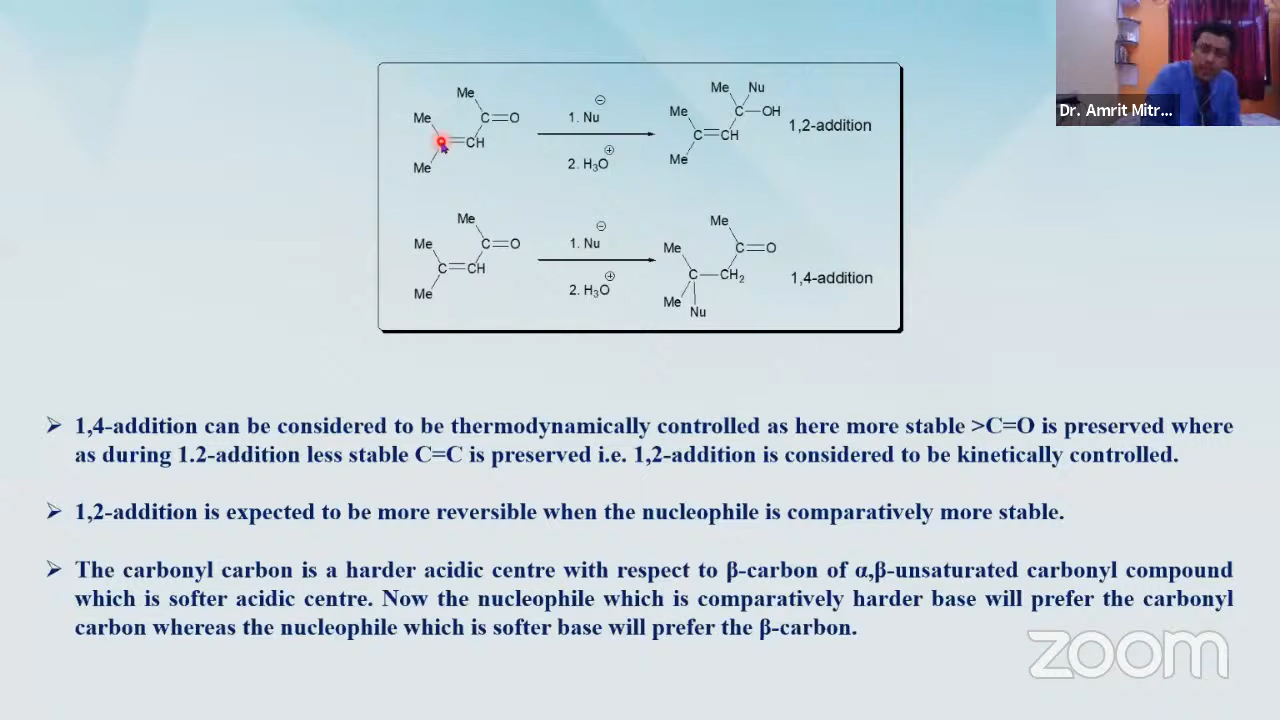 Me
Me
C=O
C=CH
Me
1. Nu ⊖
2. H₃O ⊕
Me Nu
Me
C—OH
C=CH
Me
1,2-addition
Me
Me
C=O
C=CH
Me
1. Nu ⊖
2. H₃O ⊕
Me
Me
C=O
C—CH₂
Me
Nu
1,4-addition
Dr. Amrit Mitr...
➢ 1,4-addition can be considered to be thermodynamically controlled as here more stable >C=O is preserved where
as during 1.2-addition less stable C=C is preserved i.e. 1,2-addition is considered to be kinetically controlled.
➢ 1,2-addition is expected to be more reversible when the nucleophile is comparatively more stable.
➢ The carbonyl carbon is a harder acidic centre with respect to β-carbon of α,β-unsaturated carbonyl compound
which is softer acidic centre. Now the nucleophile which is comparatively harder base will prefer the carbonyl
carbon whereas the nucleophile which is softer base will prefer the β-carbon.
zoom